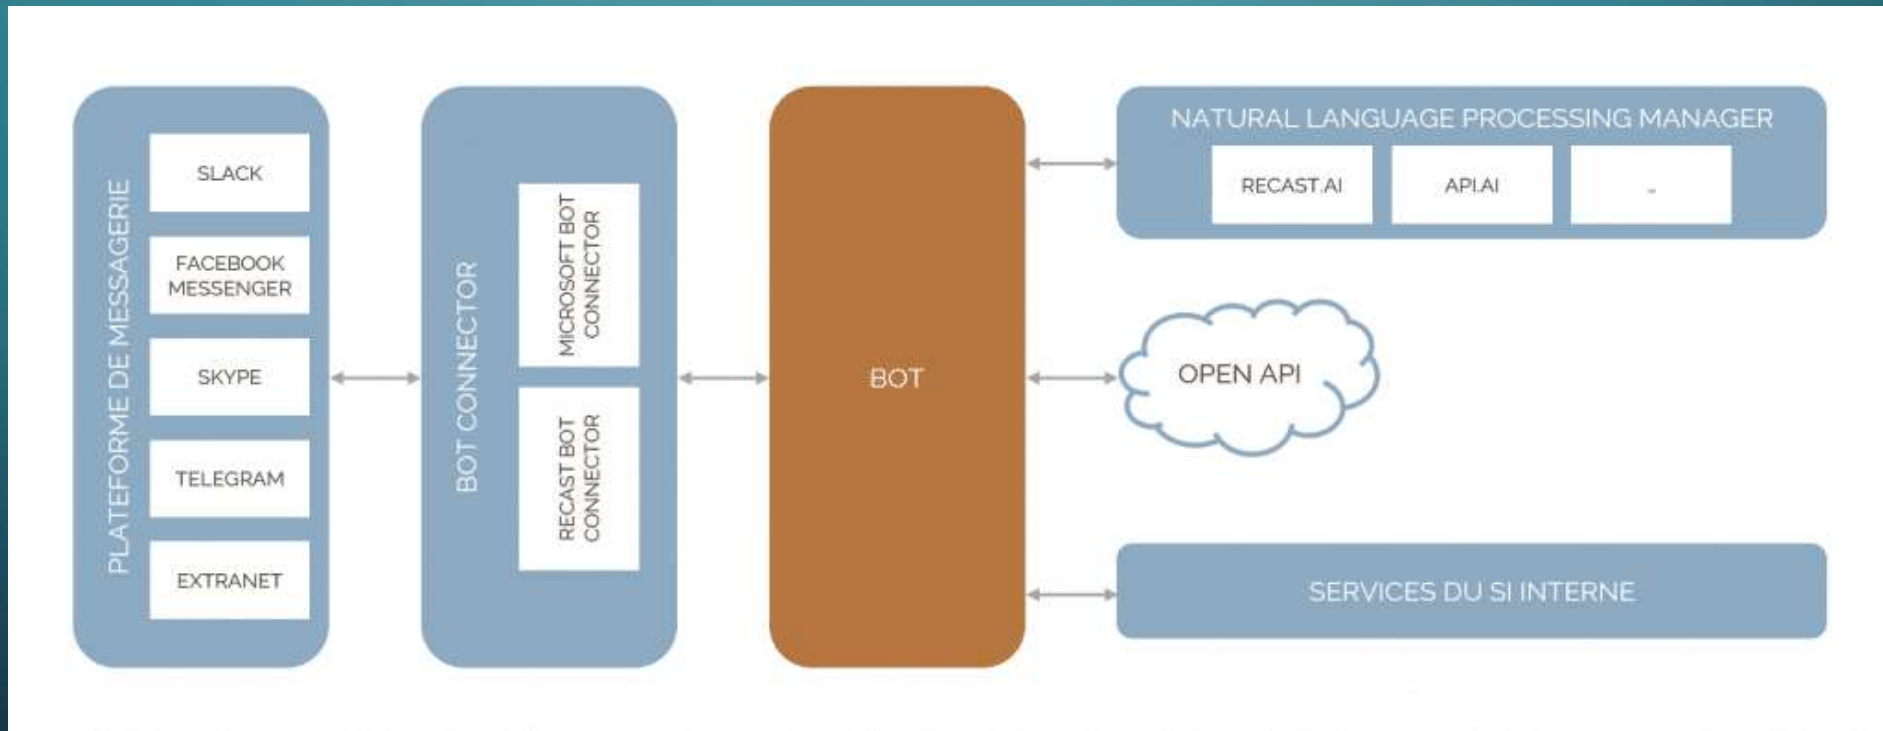 PLATEFORME DE MESSAGERIE
SLACK
FACEBOOK
MESSENGER
SKYPE
TELEGRAM
EXTRANET
BOT CONNECTOR
MICROSOFT BOT
CONNECTOR
RECAST BOT
CONNECTOR
BOT
NATURAL LANGUAGE PROCESSING MANAGER
RECAST.AI
API.AI
...
OPEN API
SERVICES DU SI INTERNE